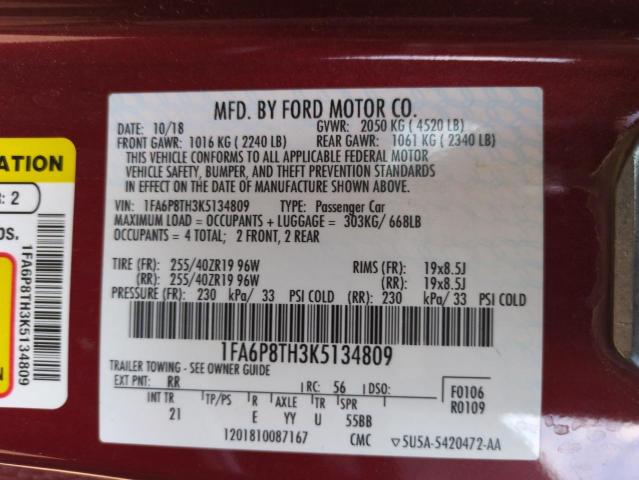 MFD. BY FORD MOTOR CO.
DATE: 10/18 GVWR: 2050 KG ( 4520 LB)
FRONT GAWR: 1016 KG ( 2240 LB) REAR GAWR: 1061 KG ( 2340 LB)
THIS VEHICLE CONFORMS TO ALL APPLICABLE FEDERAL MOTOR
VEHICLE SAFETY, BUMPER, AND THEFT PREVENTION STANDARDS
IN EFFECT ON THE DATE OF MANUFACTURE SHOWN ABOVE.
VIN: 1FA6P8TH3K5134809 TYPE: Passenger Car
MAXIMUM LOAD = OCCUPANTS + LUGGAGE = 303KG/ 668LB
OCCUPANTS = 4 TOTAL; 2 FRONT, 2 REAR
TIRE (FR): 255/40ZR19 96W RIMS (FR): 19x8.5J
(RR): 255/40ZR19 96W (RR): 19x8.5J
PRESSURE (FR): 230 kPa/ 33 PSI COLD (RR): 230 kPa/ 33 PSI COLD
1FA6P8TH3K5134809
TRAILER TOWING - SEE OWNER GUIDE
EXT PNT: RR RC: 56 DSO: F0106
R0109
INT TR TP/PS R AXLE TR SPR
21 E YY U 55BB
1201810087167 CMC 5U5A-5420472-AA
ATION
R: 2
os.
1FA6P8TH3K5134809